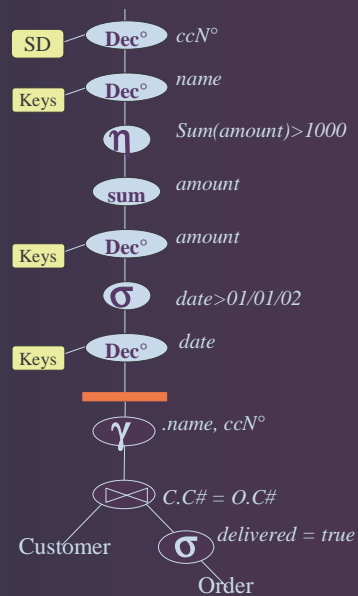 SD Dec° ccN°
Keys Dec° name
η Sum(amount)>1000
sum amount
Keys Dec° amount
σ date>01/01/02
Keys Dec° date
γ .name, ccN°
C.C# = O.C#
Customer σ delivered = true
Order